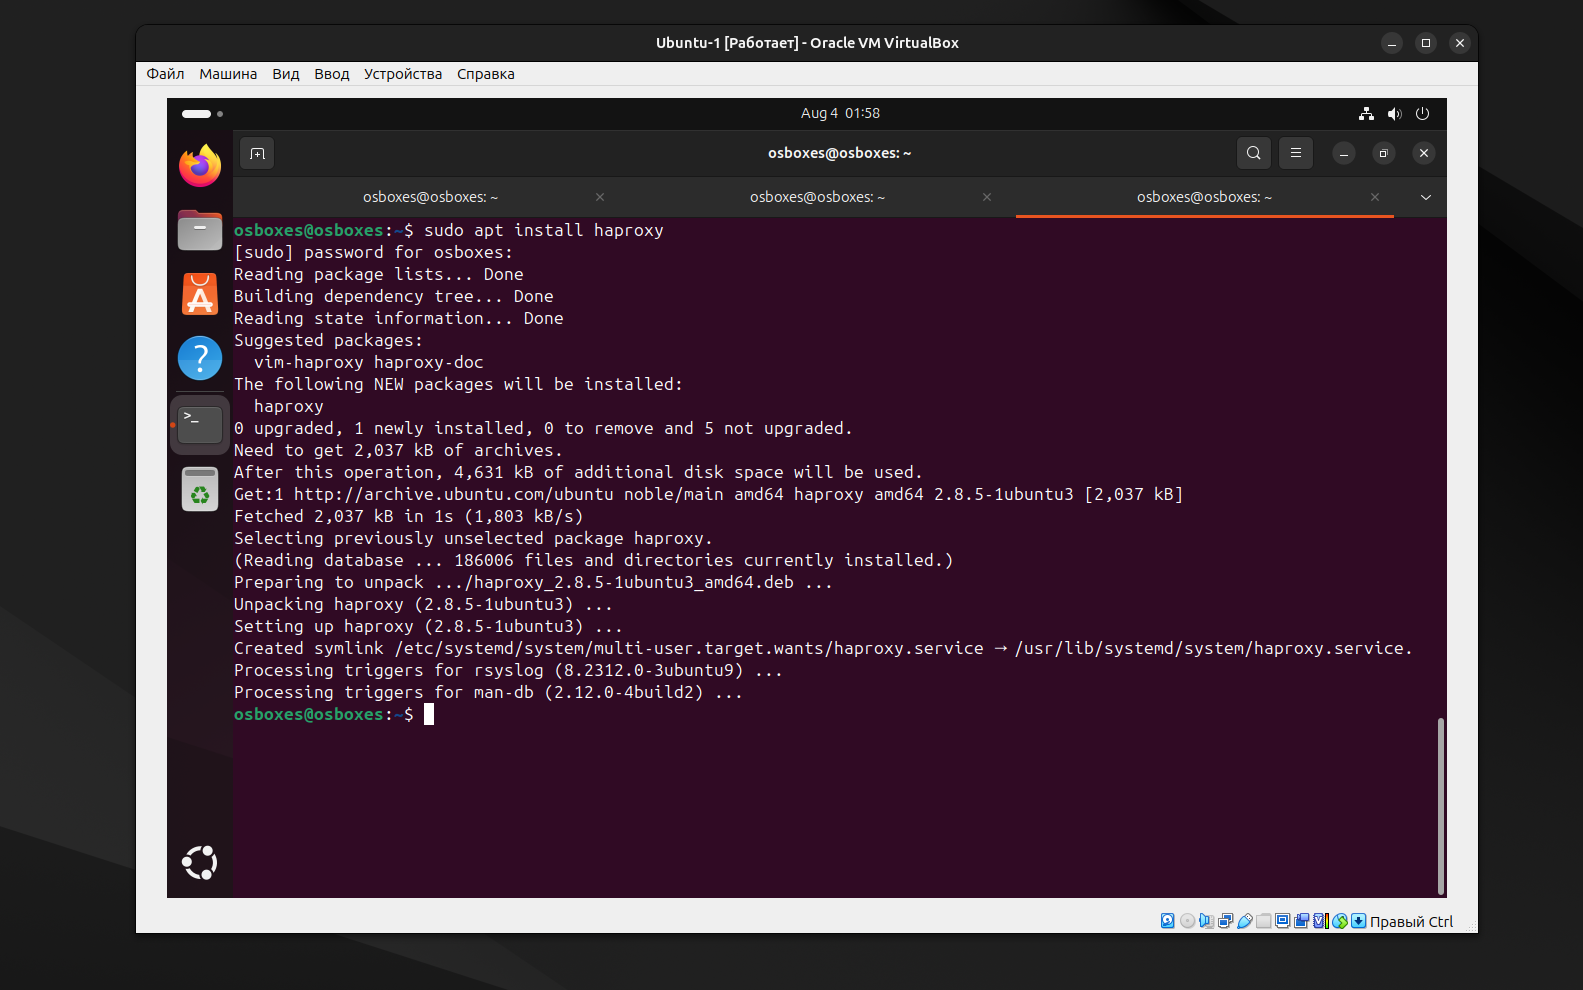 Ubuntu-1 [Работает] - Oracle VM VirtualBox
Файл Машина Вид Ввод Устройства Справка
Aug 4 01:58
osboxes@osboxes: ~
osboxes@osboxes: ~ osboxes@osboxes: ~ osboxes@osboxes: ~
osboxes@osboxes:~$ sudo apt install haproxy
[sudo] password for osboxes:
Reading package lists... Done
Building dependency tree... Done
Reading state information... Done
Suggested packages:
  vim-haproxy haproxy-doc
The following NEW packages will be installed:
  haproxy
0 upgraded, 1 newly installed, 0 to remove and 5 not upgraded.
Need to get 2,037 kB of archives.
After this operation, 4,631 kB of additional disk space will be used.
Get:1 http://archive.ubuntu.com/ubuntu noble/main amd64 haproxy amd64 2.8.5-1ubuntu3 [2,037 kB]
Fetched 2,037 kB in 1s (1,803 kB/s)
Selecting previously unselected package haproxy.
(Reading database ... 186006 files and directories currently installed.)
Preparing to unpack .../haproxy_2.8.5-1ubuntu3_amd64.deb ...
Unpacking haproxy (2.8.5-1ubuntu3) ...
Setting up haproxy (2.8.5-1ubuntu3) ...
Created symlink /etc/systemd/system/multi-user.target.wants/haproxy.service → /usr/lib/systemd/system/haproxy.service.
Processing triggers for rsyslog (8.2312.0-3ubuntu9) ...
Processing triggers for man-db (2.12.0-4build2) ...
osboxes@osboxes:~$
Правый Ctrl